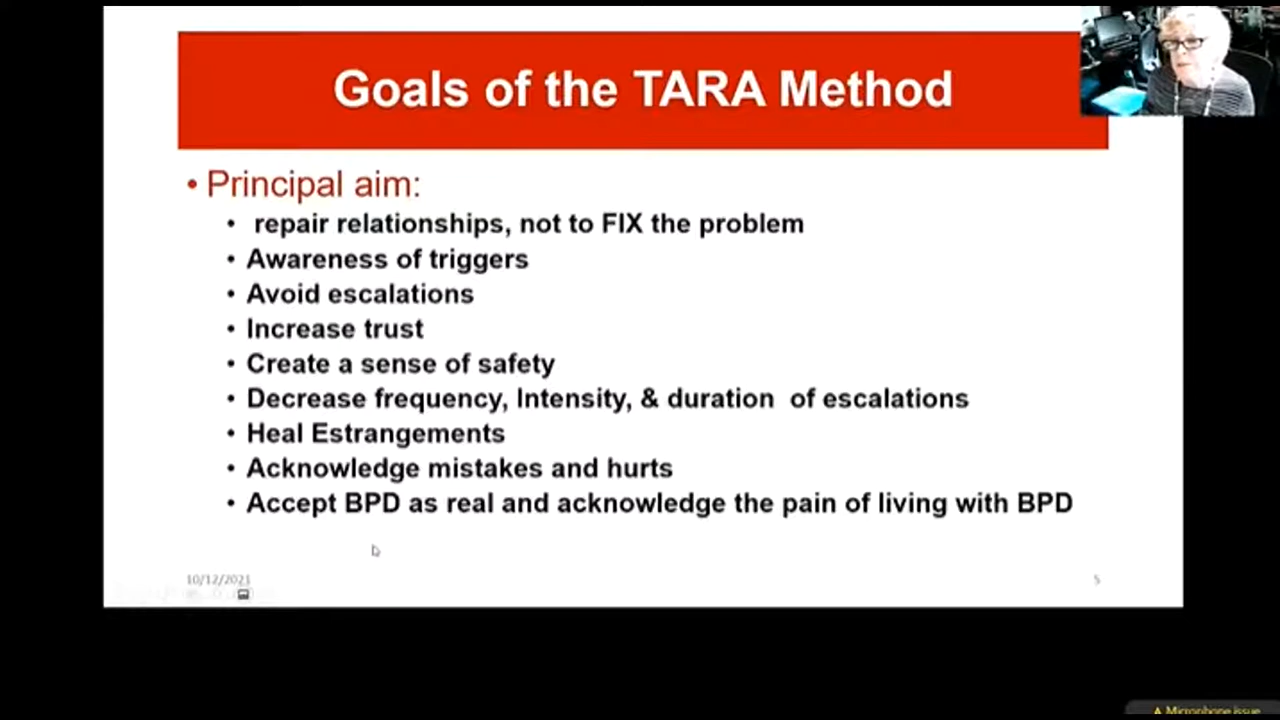 Goals of the TARA Method
• Principal aim:
• repair relationships, not to FIX the problem
• Awareness of triggers
• Avoid escalations
• Increase trust
• Create a sense of safety
• Decrease frequency, Intensity, & duration of escalations
• Heal Estrangements
• Acknowledge mistakes and hurts
• Accept BPD as real and acknowledge the pain of living with BPD
10/12/2021
5
Microphone issue